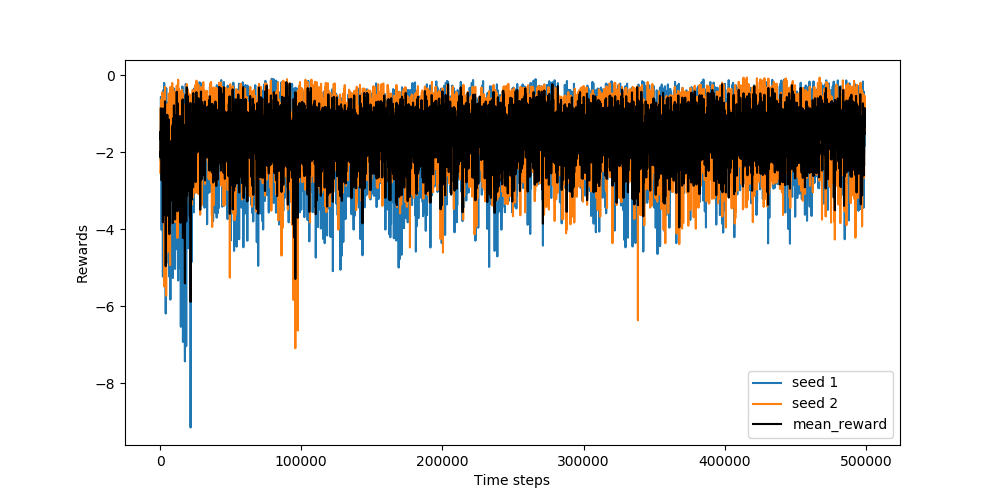 0
−2
−4
−6
−8
Rewards
0
100000
200000
300000
400000
500000
Time steps
seed 1
seed 2
mean_reward